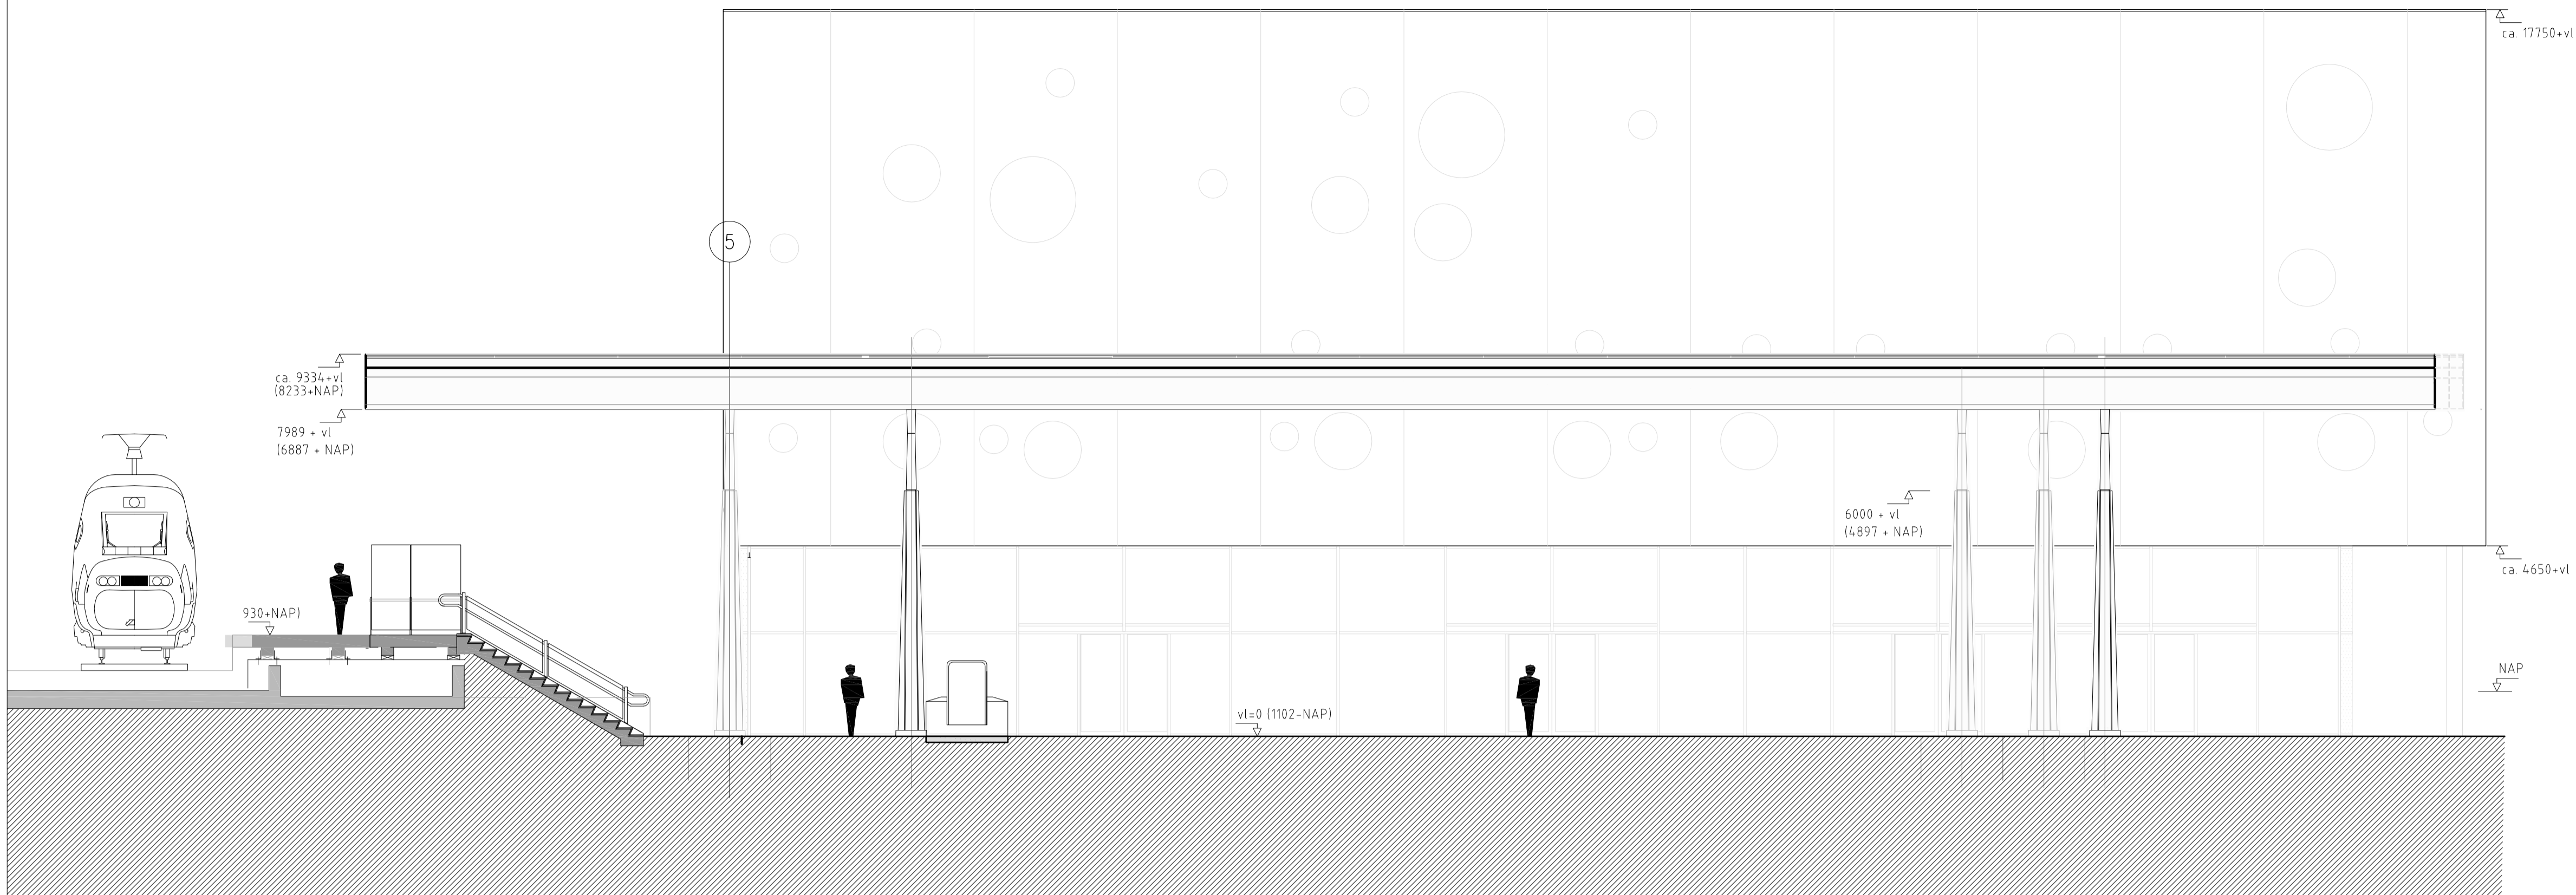 ca. 17750+vl
5
ca. 9334+vl
(8233+NAP)
7989 + vl
(6887 + NAP)
6000 + vl
(4897 + NAP)
ca. 4650+vl
930+NAP)
NAP
vl=0 (1102-NAP)